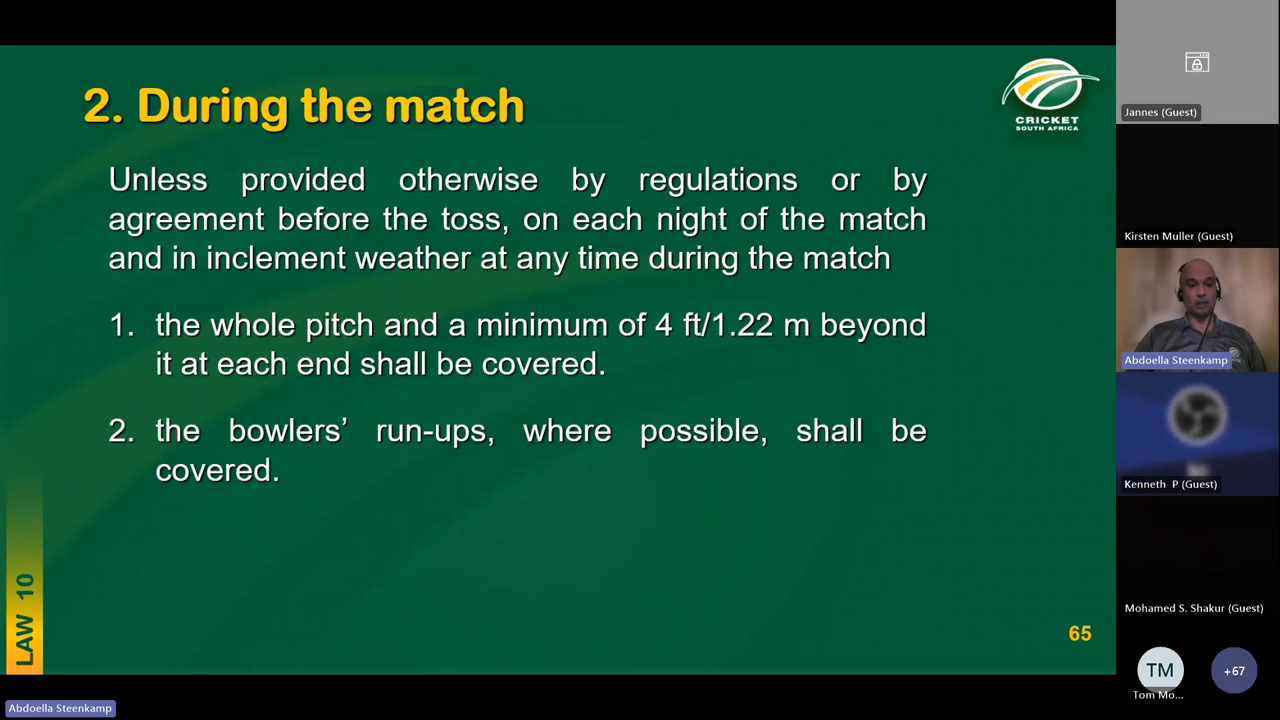 2. During the match
CRICKET
SOUTH AFRICA
Unless provided otherwise by regulations or by
agreement before the toss, on each night of the match
and in inclement weather at any time during the match
1. the whole pitch and a minimum of 4 ft/1.22 m beyond
it at each end shall be covered.
2. the bowlers’ run-ups, where possible, shall be
covered.
LAW 10
65
Abdoella Steenkamp
Jannes (Guest)
Kirsten Muller (Guest)
Abdoella Steenkamp
Kenneth P (Guest)
Mohamed S. Shakur (Guest)
TM
+67
Tom Mo...